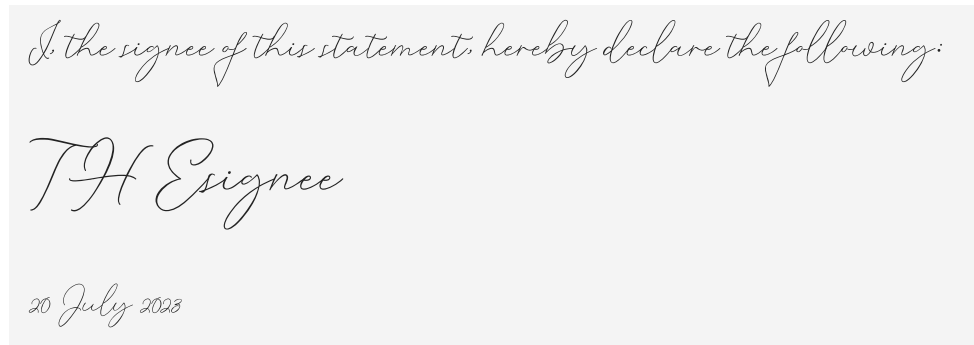 I, the signee of this statement, hereby declare the following:
TH Esignee
20 July 2023